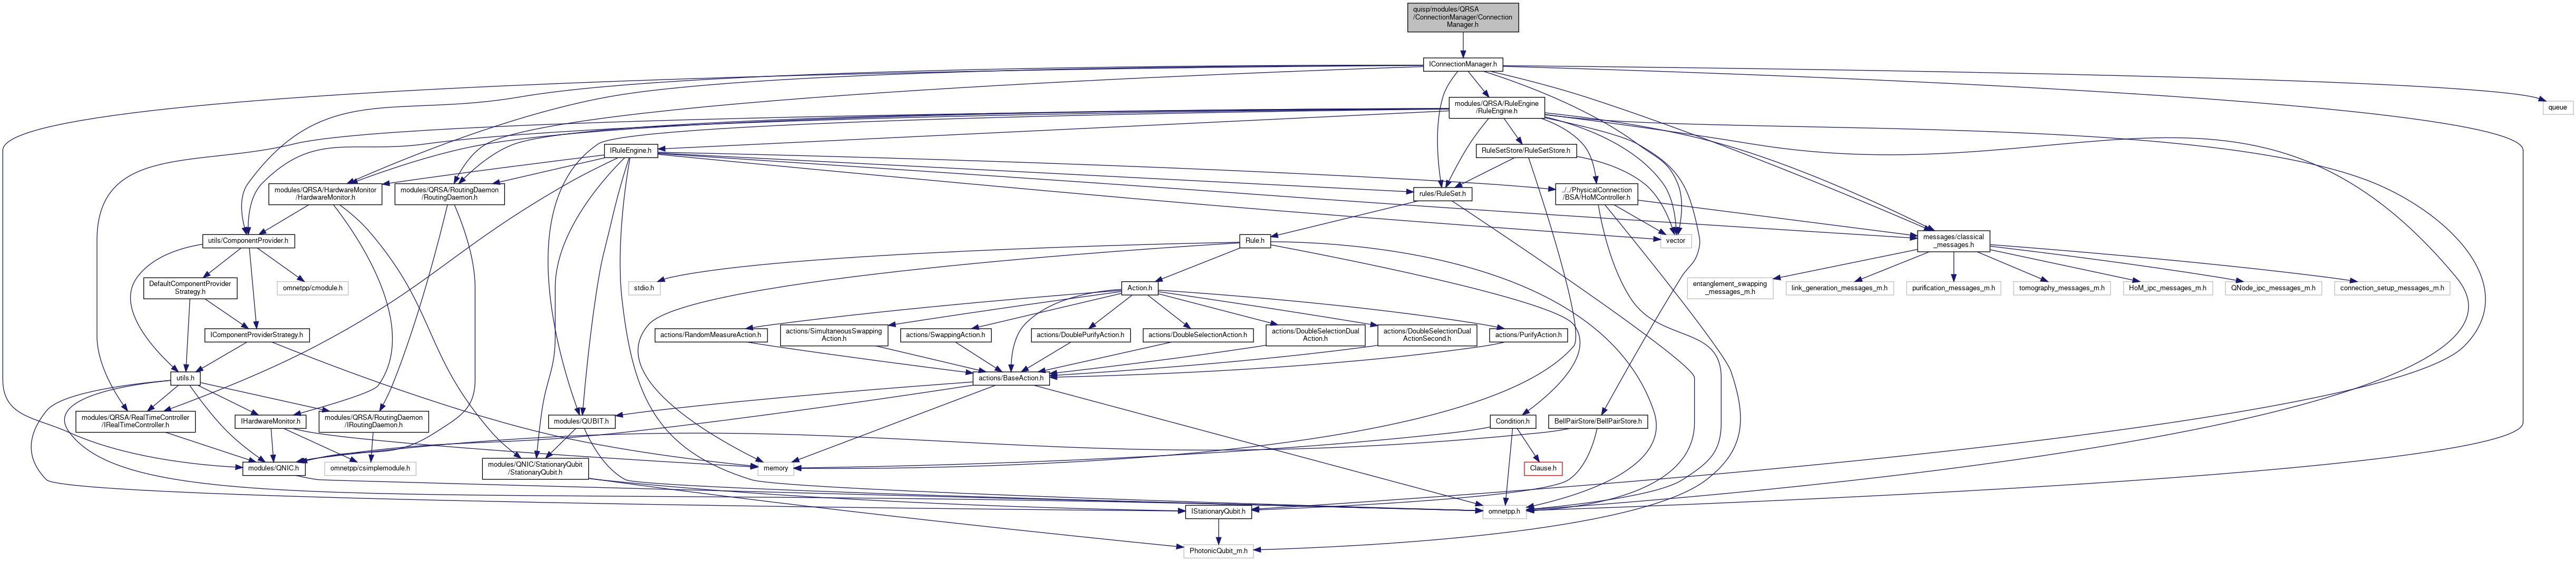 quisp/modules/QRSA
/ConnectionManager/Connection
Manager.h
IConnectionManager.h
modules/QRSA/RuleEngine
/RuleEngine.h
queue
IRuleEngine.h
RuleSetStore/RuleSetStore.h
modules/QRSA/HardwareMonitor
/HardwareMonitor.h
modules/QRSA/RoutingDaemon
/RoutingDaemon.h
rules/RuleSet.h
../../PhysicalConnection
/BSA/HoMController.h
utils/ComponentProvider.h
Rule.h
vector
messages/classical
_messages.h
DefaultComponentProvider
Strategy.h
omnetpp/cmodule.h
stdio.h
Action.h
entanglement_swapping
_messages_m.h
link_generation_messages_m.h
purification_messages_m.h
tomography_messages_m.h
HoM_ipc_messages_m.h
QNode_ipc_messages_m.h
connection_setup_messages_m.h
IComponentProviderStrategy.h
actions/RandomMeasureAction.h
actions/SimultaneousSwapping
Action.h
actions/SwappingAction.h
actions/DoublePurifyAction.h
actions/DoubleSelectionAction.h
actions/DoubleSelectionDual
Action.h
actions/DoubleSelectionDual
ActionSecond.h
actions/PurifyAction.h
utils.h
actions/BaseAction.h
modules/QRSA/RealTimeController
/IRealTimeController.h
IHardwareMonitor.h
modules/QRSA/RoutingDaemon
/IRoutingDaemon.h
modules/QUBIT.h
Condition.h
BellPairStore/BellPairStore.h
modules/QNIC.h
omnetpp/csimplemodule.h
modules/QNIC/StationaryQubit
/StationaryQubit.h
memory
Clause.h
IStationaryQubit.h
omnetpp.h
PhotonicQubit_m.h